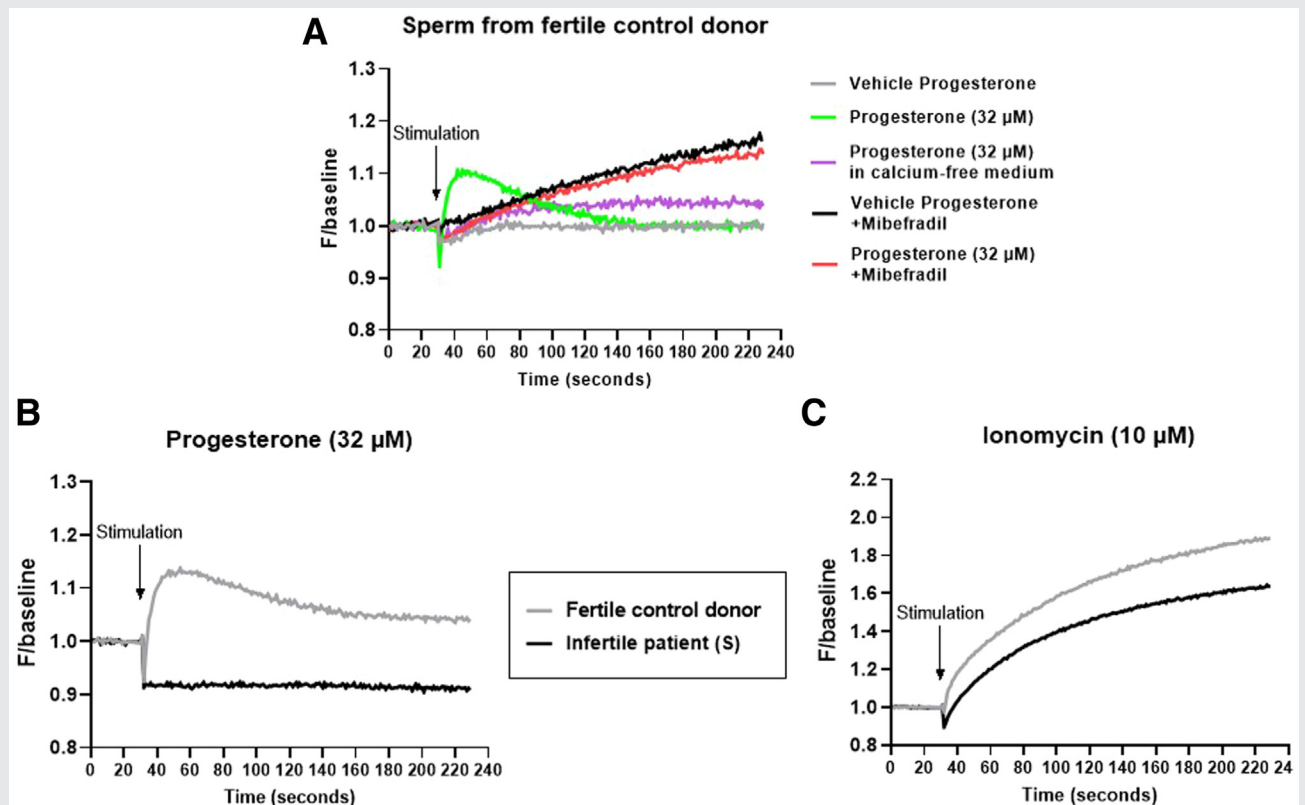 A
Sperm from fertile control donor
1.3
1.2
1.1
1.0
0.9
0.8
F/baseline
Stimulation
0 20 40 60 80 100 120 140 160 180 200 220 240
Time (seconds)
Vehicle Progesterone
Progesterone (32 µM)
Progesterone (32 µM)
in calcium-free medium
Vehicle Progesterone
+Mibefradil
Progesterone (32 µM)
+Mibefradil
B
Progesterone (32 µM)
1.3
1.2
1.1
1.0
0.9
0.8
F/baseline
Stimulation
0 20 40 60 80 100 120 140 160 180 200 220 240
Time (seconds)
Fertile control donor
Infertile patient (S)
C
Ionomycin (10 µM)
2.2
2.0
1.8
1.6
1.4
1.2
1.0
0.8
F/baseline
Stimulation
0 20 40 60 80 100 120 140 160 180 200 220 24
Time (seconds)